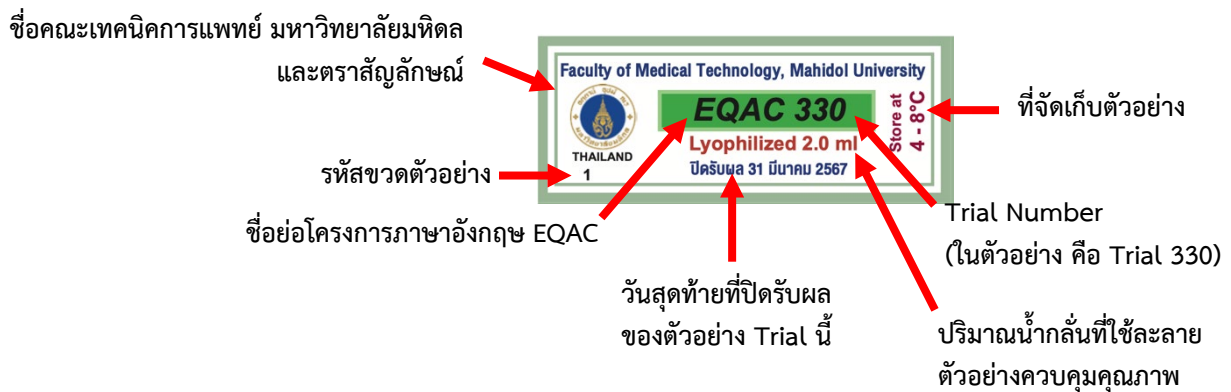 ชื่อคณะเทคนิคการแพทย์ มหาวิทยาลัยมหิดล
และตราสัญลักษณ์
รหัสขวดตัวอย่าง
ชื่อย่อโครงการภาษาอังกฤษ EQAC
Faculty of Medical Technology, Mahidol University
EQAC 330
Lyophilized 2.0 ml
ปิดรับผล 31 มีนาคม 2567
THAILAND
1
Store at
4 - 8°C
ที่จัดเก็บตัวอย่าง
Trial Number
(ในตัวอย่าง คือ Trial 330)
วันสุดท้ายที่ปิดรับผล
ของตัวอย่าง Trial นี้
ปริมาณน้ำกลั่นที่ใช้ละลาย
ตัวอย่างควบคุมคุณภาพ